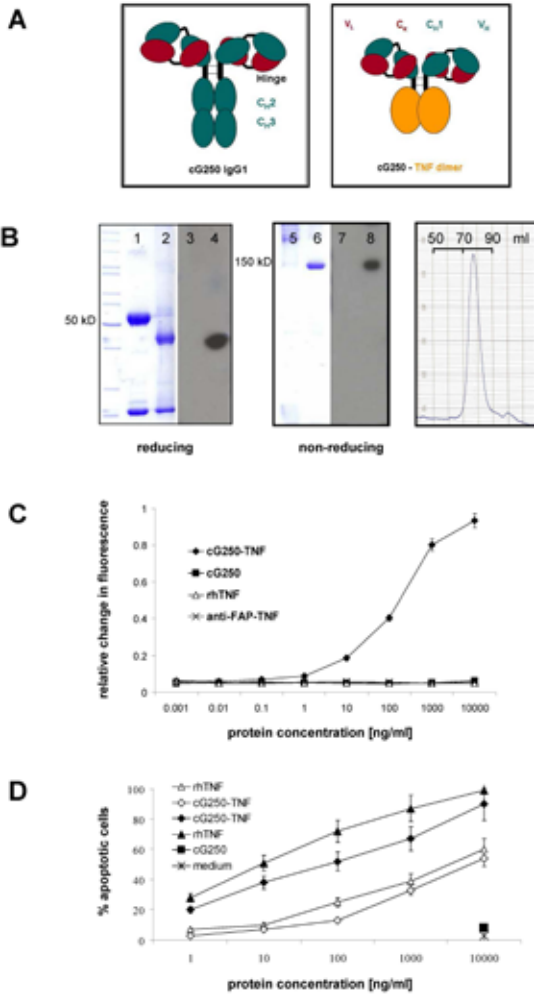 A
Hinge
CH2
CH3
cG250 IgG1
VL Cκ CH1 VH
cG250 - TNF dimer
B
1 2 3 4
50 kD
reducing
5 6 7 8
150 kD
non-reducing
50 70 90 ml
C
relative change in fluorescence
1
0.8
0.6
0.4
0.2
0
cG250-TNF
cG250
rhTNF
anti-FAP-TNF
0.001 0.01 0.1 1 10 100 1000 10000
protein concentration [ng/ml]
D
% apoptotic cells
100
80
60
40
20
0
rhTNF
cG250-TNF
cG250-TNF
rhTNF
cG250
medium
1 10 100 1000 10000
protein concentration [ng/ml]